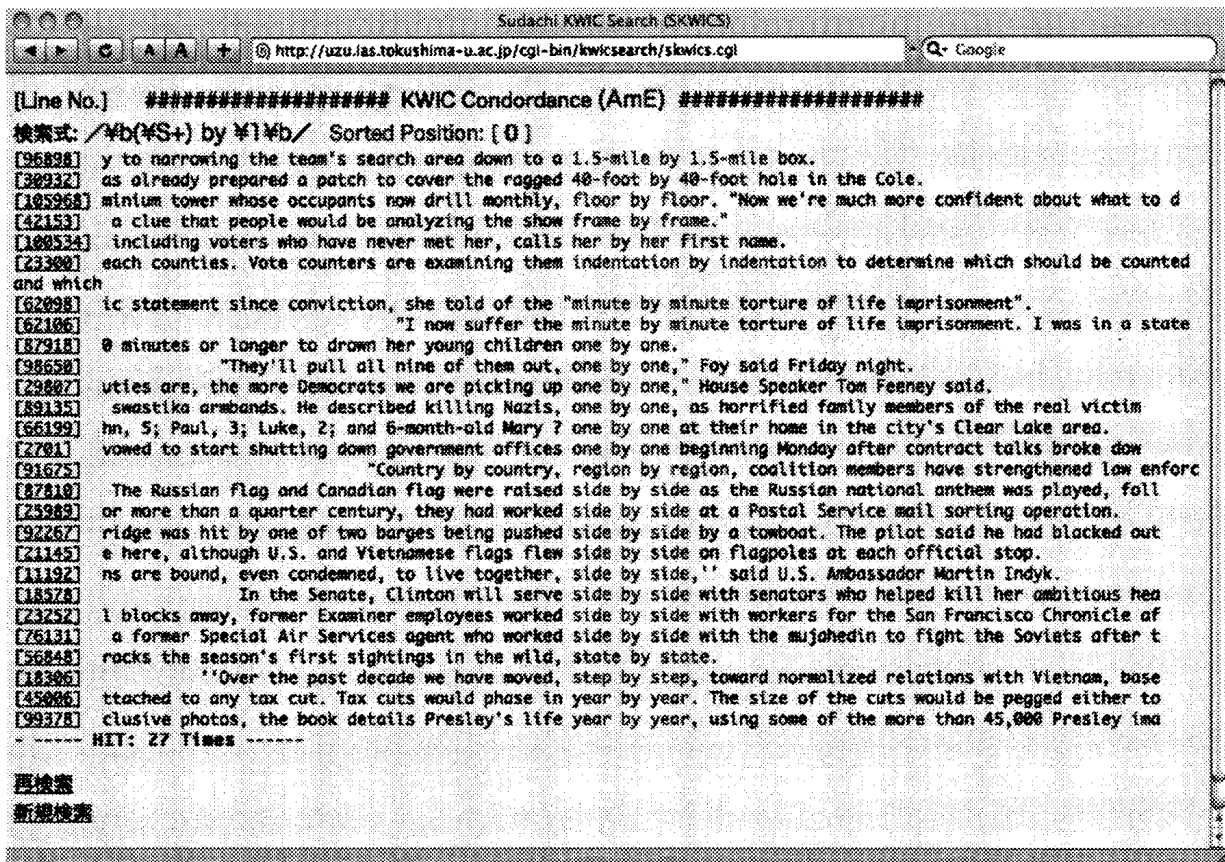 Sudachi KWIC Search (SKWICS)
A A + http://uzu.ias.tokushima-u.ac.jp/cgi-bin/kwicsearch/skwics.cgi Q- Google
[Line No.] #################### KWIC Condordance (AmE) ####################
検索式: /¥b(¥S+) by ¥1¥b/ Sorted Position: [ 0 ]
[96898] y to narrowing the team's search area down to a 1.5-mile by 1.5-mile box.
[30932] as already prepared a patch to cover the ragged 40-foot by 40-foot hole in the Cole.
[105968] minium tower whose occupants now drill monthly, floor by floor. "Now we're much more confident about what to d
[42153] a clue that people would be analyzing the show frame by frame."
[100534] including voters who have never met her, calls her by her first name.
[23300] each counties. Vote counters are examining them indentation by indentation to determine which should be counted
and which
[62098] ic statement since conviction, she told of the "minute by minute torture of life imprisonment".
[62106] "I now suffer the minute by minute torture of life imprisonment. I was in a state
[87918] 0 minutes or longer to drown her young children one by one.
[98650] "They'll pull all nine of them out, one by one," Foy said Friday night.
[29807] uties are, the more Democrats we are picking up one by one," House Speaker Tom Feeney said.
[89135] swastika armbands. He described killing Nazis, one by one, as horrified family members of the real victim
[66199] hn, 5; Paul, 3; Luke, 2; and 6-month-old Mary ? one by one at their home in the city's Clear Lake area.
[2701] vowed to start shutting down government offices one by one beginning Monday after contract talks broke dow
[91675] "Country by country, region by region, coalition members have strengthened law enforc
[87810] The Russian flag and Canadian flag were raised side by side as the Russian national anthem was played, foll
[25989] or more than a quarter century, they had worked side by side at a Postal Service mail sorting operation.
[92267] ridge was hit by one of two barges being pushed side by side by a towboat. The pilot said he had blacked out
[21145] e here, although U.S. and Vietnamese flags flew side by side on flagpoles at each official stop.
[11192] ns are bound, even condemned, to live together, side by side,'' said U.S. Ambassador Martin Indyk.
[18578] In the Senate, Clinton will serve side by side with senators who helped kill her ambitious hea
[23252] l blocks away, former Examiner employees worked side by side with workers for the San Francisco Chronicle af
[76131] a former Special Air Services agent who worked side by side with the mujahedin to fight the Soviets after t
[56848] racks the season's first sightings in the wild, state by state.
[18306] ''Over the past decade we have moved, step by step, toward normalized relations with Vietnam, base
[45006] ttached to any tax cut. Tax cuts would phase in year by year. The size of the cuts would be pegged either to
[99378] clusive photos, the book details Presley's life year by year, using some of the more than 45,000 Presley ima
- ----- HIT: 27 Times ------
再検索
新規検索